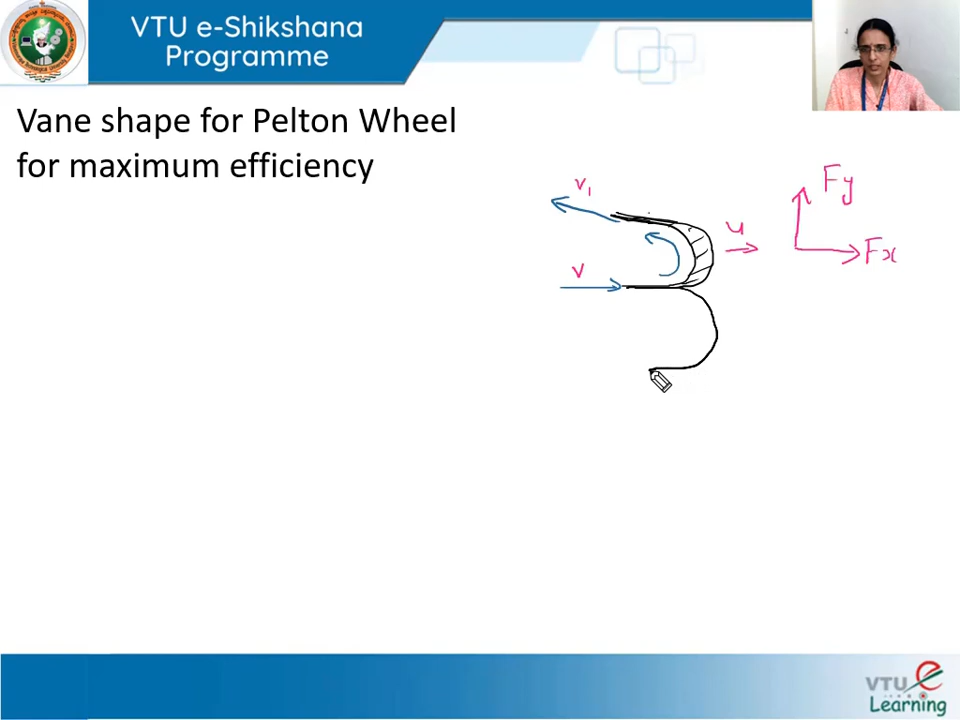 VTU e-Shikshana
Programme
Vane shape for Pelton Wheel
for maximum efficiency
V1
V
u
Fy
Fx
VTU e
Learning